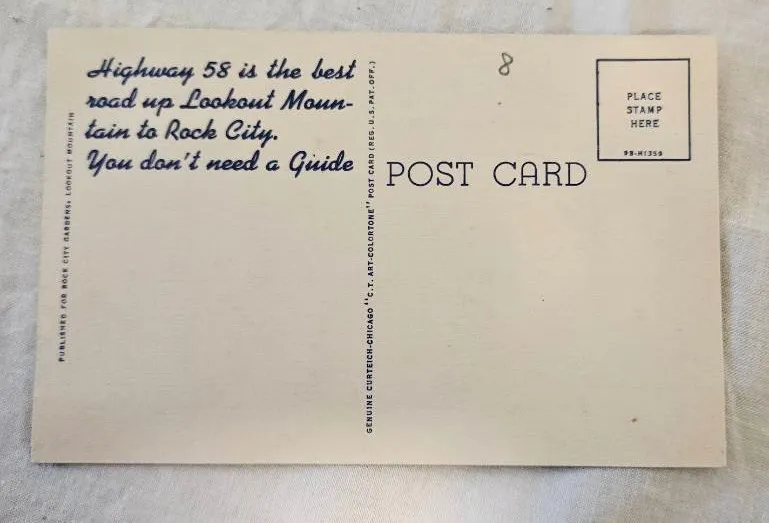 Highway 58 is the best
road up Lookout Moun-
tain to Rock City.
You don't need a Guide
PUBLISHED FOR ROCK CITY GARDENS, LOOKOUT MOUNTAIN
GENUINE CURTEICH-CHICAGO "C.T. ART-COLORTONE" POST CARD (REG. U.S. PAT. OFF.)
8
POST CARD
PLACE
STAMP
HERE
9B-H1359